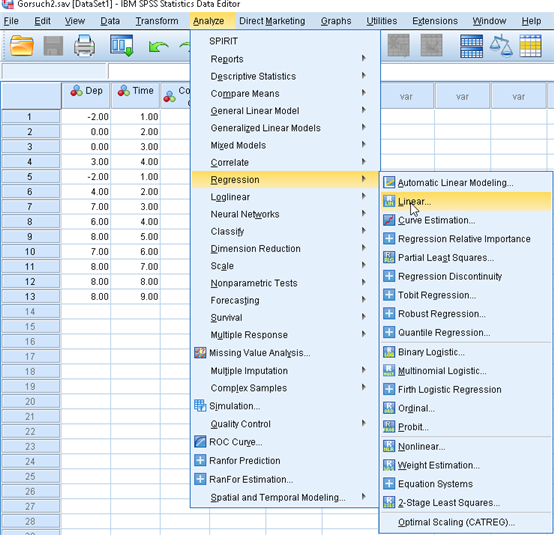 Gorsuch2.sav [DataSet1] - IBM SPSS Statistics Data Editor
File Edit View Data Transform Analyze Direct Marketing Graphs Utilities Extensions Window Help
Dep Time var var var
1 -2.00 1.00
2 0.00 2.00
3 0.00 3.00
4 3.00 4.00
5 -2.00 1.00
6 4.00 2.00
7 7.00 3.00
8 6.00 4.00
9 8.00 5.00
10 7.00 6.00
11 8.00 7.00
12 8.00 8.00
13 8.00 9.00
14
15
16
17
18
19
20
21
22
23
24
25
26
27
28
SPIRIT
Reports
Descriptive Statistics
Compare Means
General Linear Model
Generalized Linear Models
Mixed Models
Correlate
Regression
Loglinear
Neural Networks
Classify
Dimension Reduction
Scale
Nonparametric Tests
Forecasting
Survival
Multiple Response
Missing Value Analysis...
Multiple Imputation
Complex Samples
Simulation...
Quality Control
ROC Curve...
Ranfor Prediction
RanFor Estimation...
Spatial and Temporal Modeling...
Automatic Linear Modeling...
Linear...
Curve Estimation...
Regression Relative Importance
Partial Least Squares...
Regression Discontinuity
Tobit Regression...
Robust Regression...
Quantile Regression...
Binary Logistic...
Multinomial Logistic...
Firth Logistic Regression
Ordinal...
Probit...
Nonlinear...
Weight Estimation...
Equation Systems
2-Stage Least Squares...
Optimal Scaling (CATREG)...